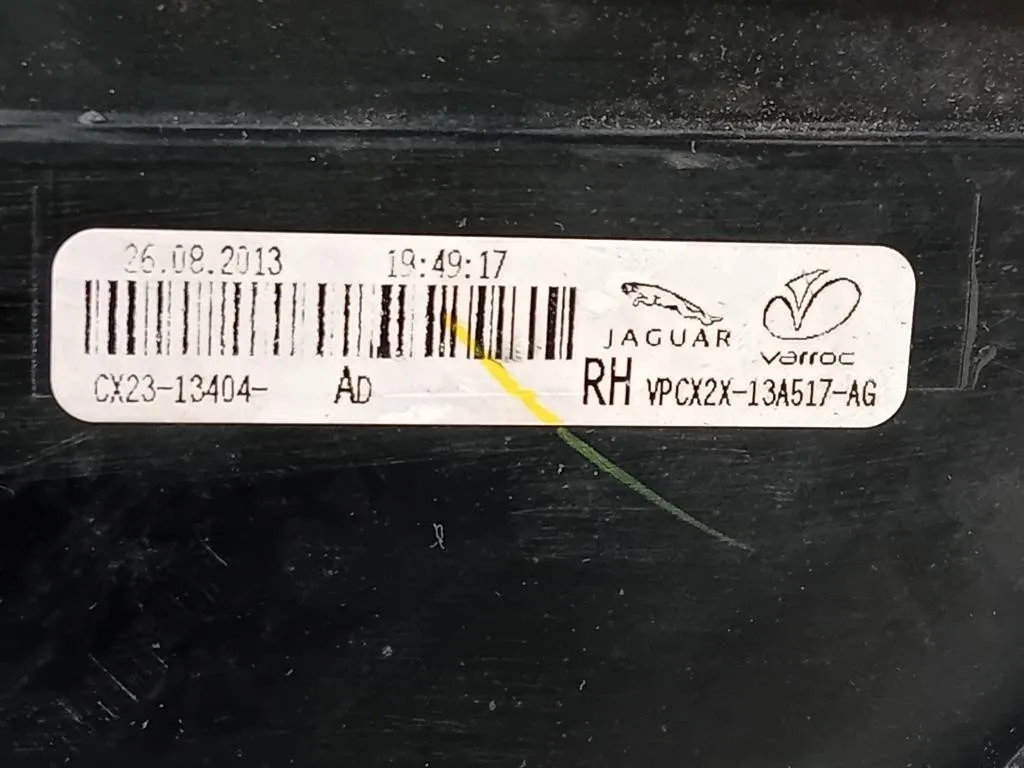 26.08.2013 19:49:17
JAGUAR varroc
CX23-13404- AD RH VPCX2X-13A517-AG